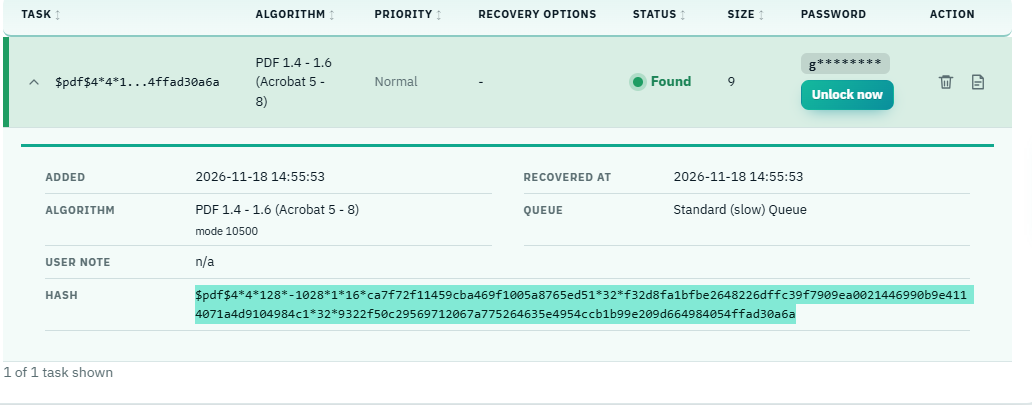 TASK ALGORITHM PRIORITY RECOVERY OPTIONS STATUS SIZE PASSWORD ACTION
$pdf$4*4*1...4ffad30a6a
PDF 1.4 - 1.6
(Acrobat 5 -
8)
Normal
-
Found
9
g********
Unlock now
ADDED 2026-11-18 14:55:53
RECOVERED AT 2026-11-18 14:55:53
ALGORITHM PDF 1.4 - 1.6 (Acrobat 5 - 8)
mode 10500
QUEUE Standard (slow) Queue
USER NOTE n/a
HASH $pdf$4*4*128*-1028*1*16*ca7f72f11459cba469f1005a8765ed51*32*f32d8fa1bfbe2648226dffc39f7909ea0021446990b9e411
4071a4d9104984c1*32*9322f50c29569712067a775264635e4954ccb1b99e209d664984054ffad30a6a
1 of 1 task shown